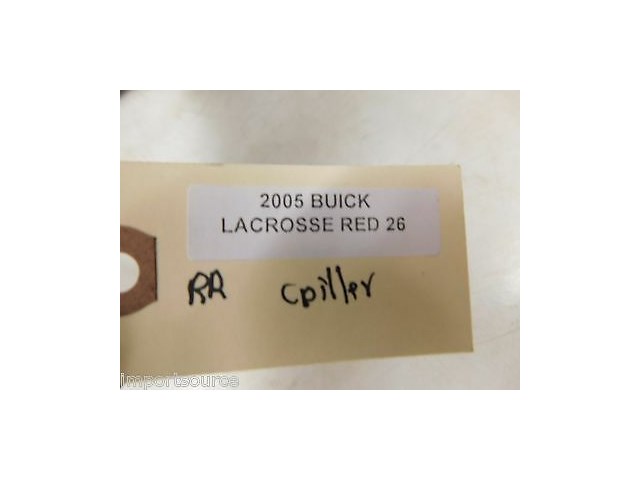 2005 BUICK
LACROSSE RED 26
RR Cpiller
importsource